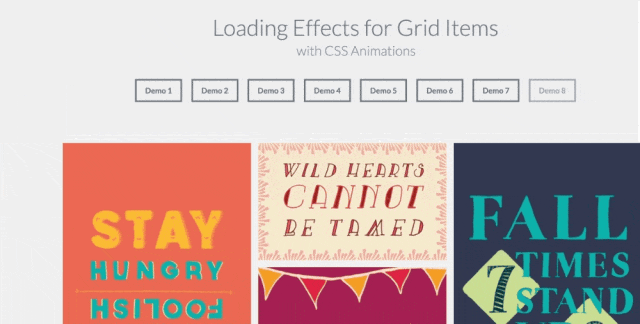 Loading Effects for Grid Items
with CSS Animations
Demo 1
Demo 2
Demo 3
Demo 4
Demo 5
Demo 6
Demo 7
Demo 8
STAY
HUNGRY
FOOLISH
WILD HEARTS
CANNOT
BE TAMED
FALL
7 TIMES
STAND